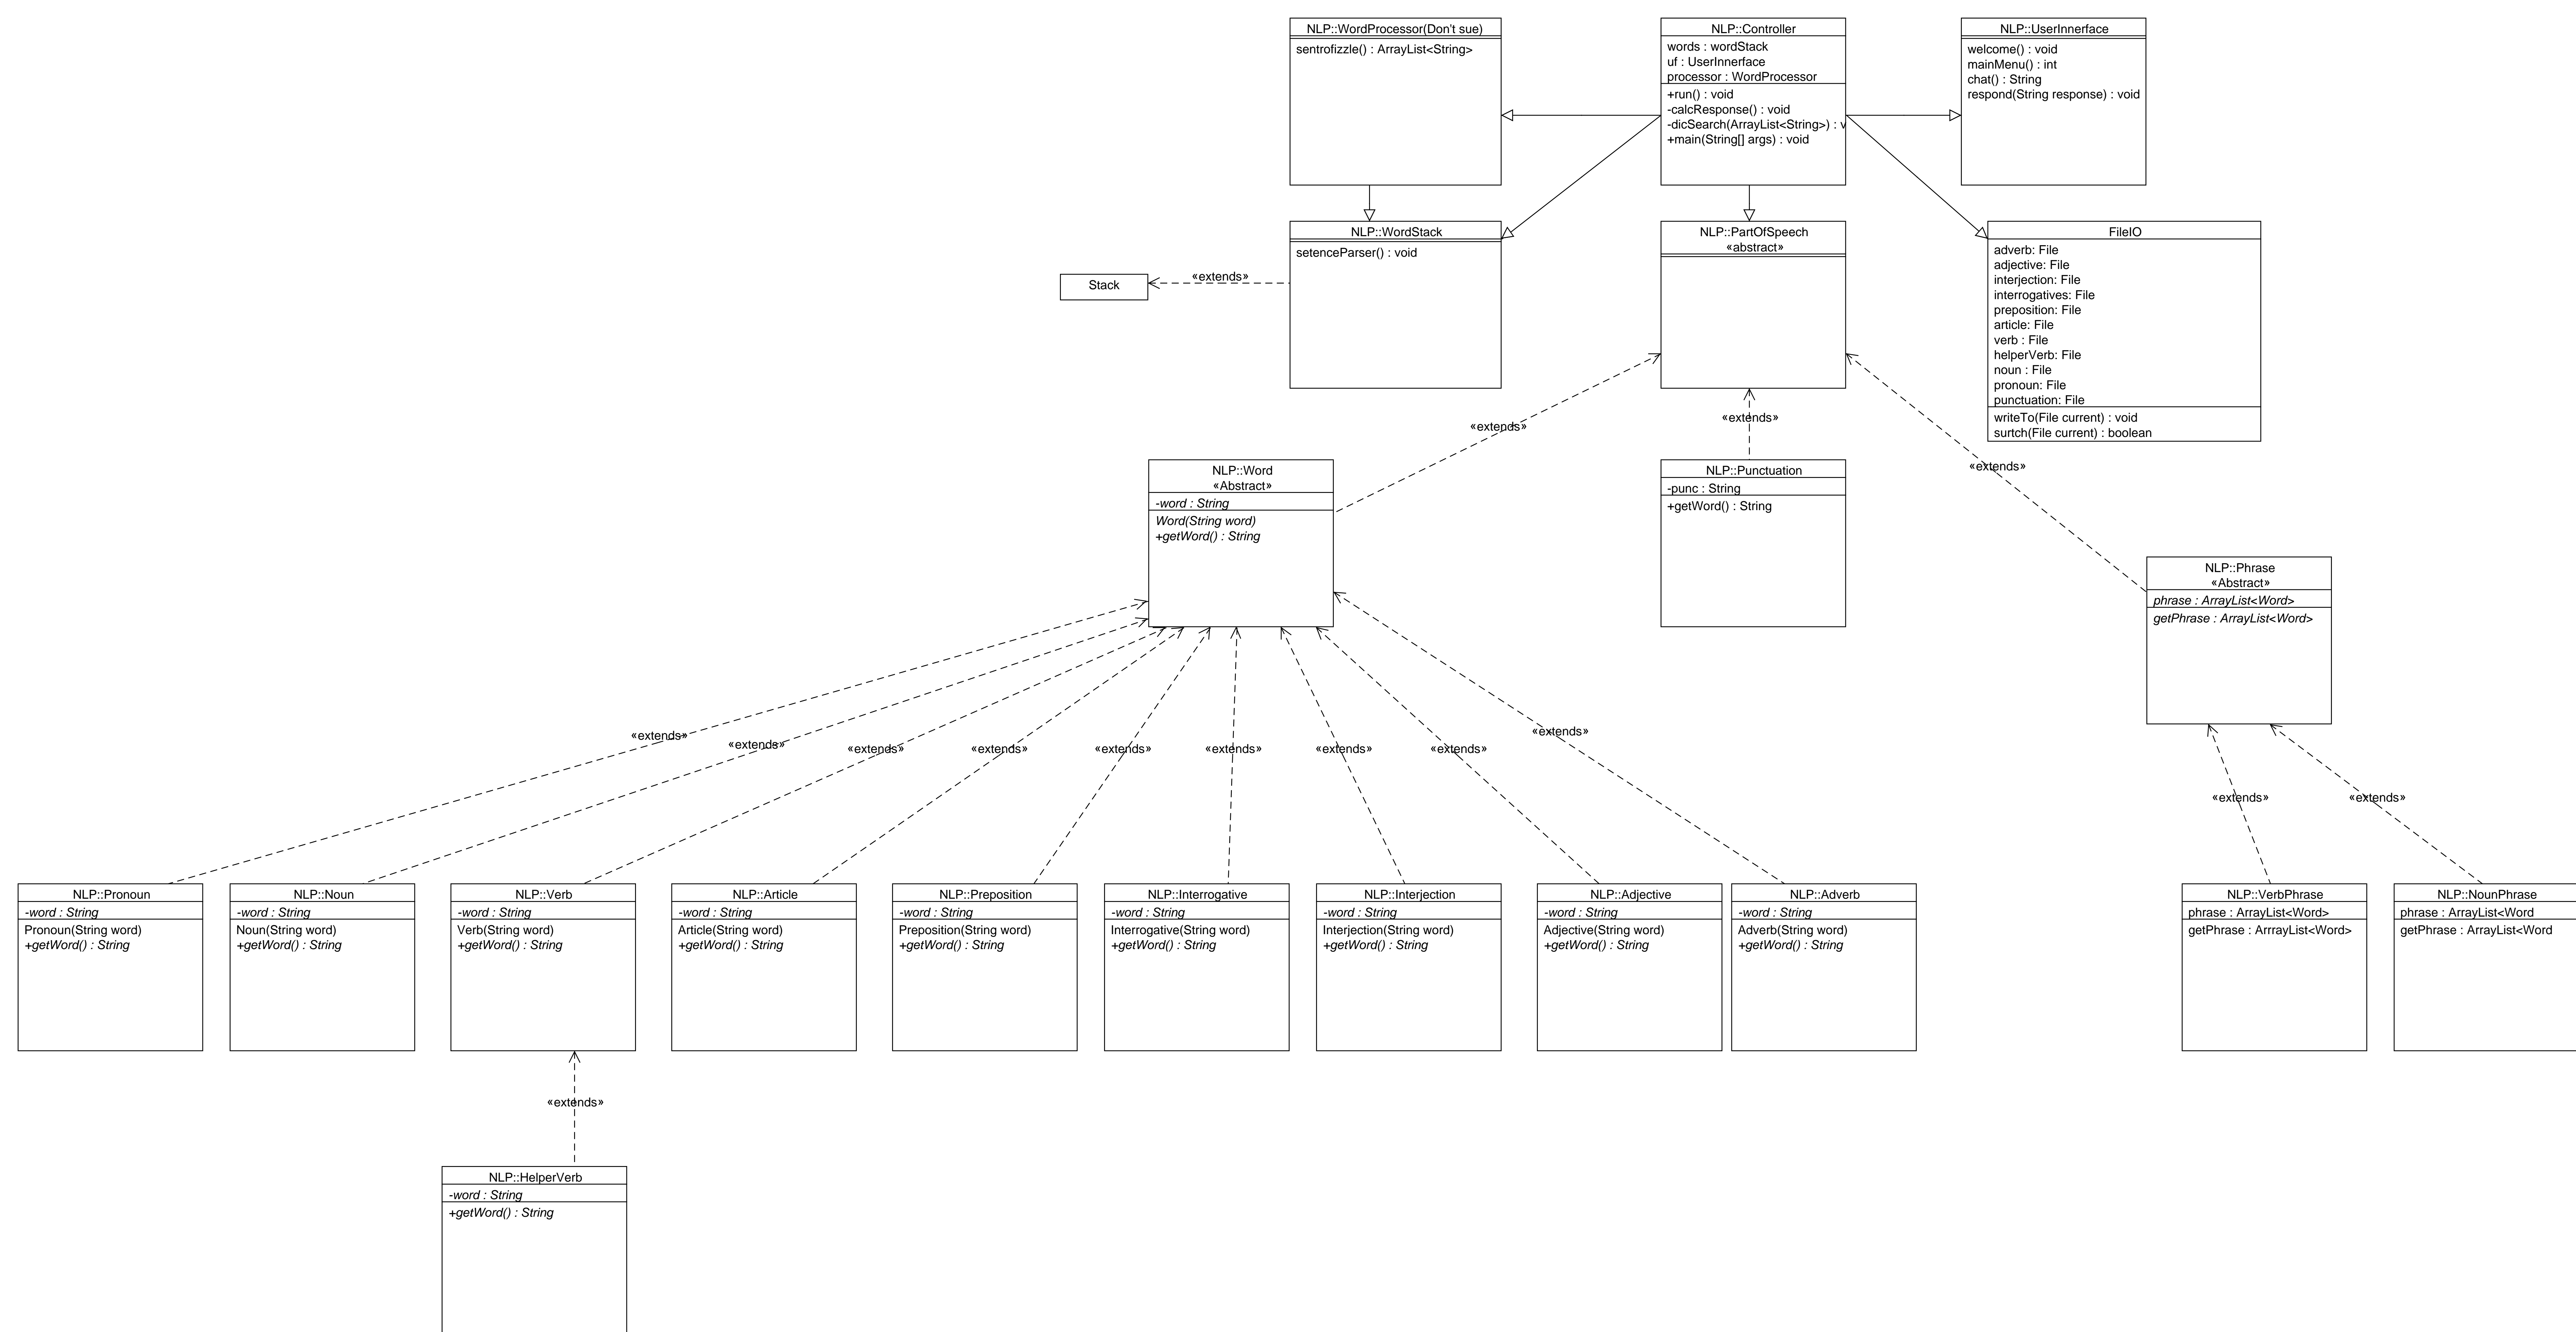 NLP::WordProcessor(Don't sue)
sentrofizzle() : ArrayList<String>
NLP::Controller
words : wordStack
uf : UserInnerface
processor : WordProcessor
+run() : void
-calcResponse() : void
-dicSearch(ArrayList<String>) : v
+main(String[] args) : void
NLP::UserInnerface
welcome() : void
mainMenu() : int
chat() : String
respond(String response) : void
Stack
«extends»
NLP::WordStack
setenceParser() : void
NLP::PartOfSpeech
«abstract»
FileIO
adverb: File
adjective: File
interjection: File
interrogatives: File
preposition: File
article: File
verb : File
helperVerb: File
noun : File
pronoun: File
punctuation: File
writeTo(File current) : void
surtch(File current) : boolean
«extends»
«extends»
«extends»
NLP::Word
«Abstract»
-word : String
Word(String word)
+getWord() : String
NLP::Punctuation
-punc : String
+getWord() : String
NLP::Phrase
«Abstract»
phrase : ArrayList<Word>
getPhrase : ArrayList<Word>
«extends»
«extends»
«extends»
«extends»
«extends»
«extends»
«extends»
«extends»
«extends»
«extends»
«extends»
NLP::Pronoun
-word : String
Pronoun(String word)
+getWord() : String
NLP::Noun
-word : String
Noun(String word)
+getWord() : String
NLP::Verb
-word : String
Verb(String word)
+getWord() : String
NLP::Article
-word : String
Article(String word)
+getWord() : String
NLP::Preposition
-word : String
Preposition(String word)
+getWord() : String
NLP::Interrogative
-word : String
Interrogative(String word)
+getWord() : String
NLP::Interjection
-word : String
Interjection(String word)
+getWord() : String
NLP::Adjective
-word : String
Adjective(String word)
+getWord() : String
NLP::Adverb
-word : String
Adverb(String word)
+getWord() : String
NLP::VerbPhrase
phrase : ArrayList<Word>
getPhrase : ArrrayList<Word>
NLP::NounPhrase
phrase : ArrayList<Word
getPhrase : ArrayList<Word
«extends»
NLP::HelperVerb
-word : String
+getWord() : String